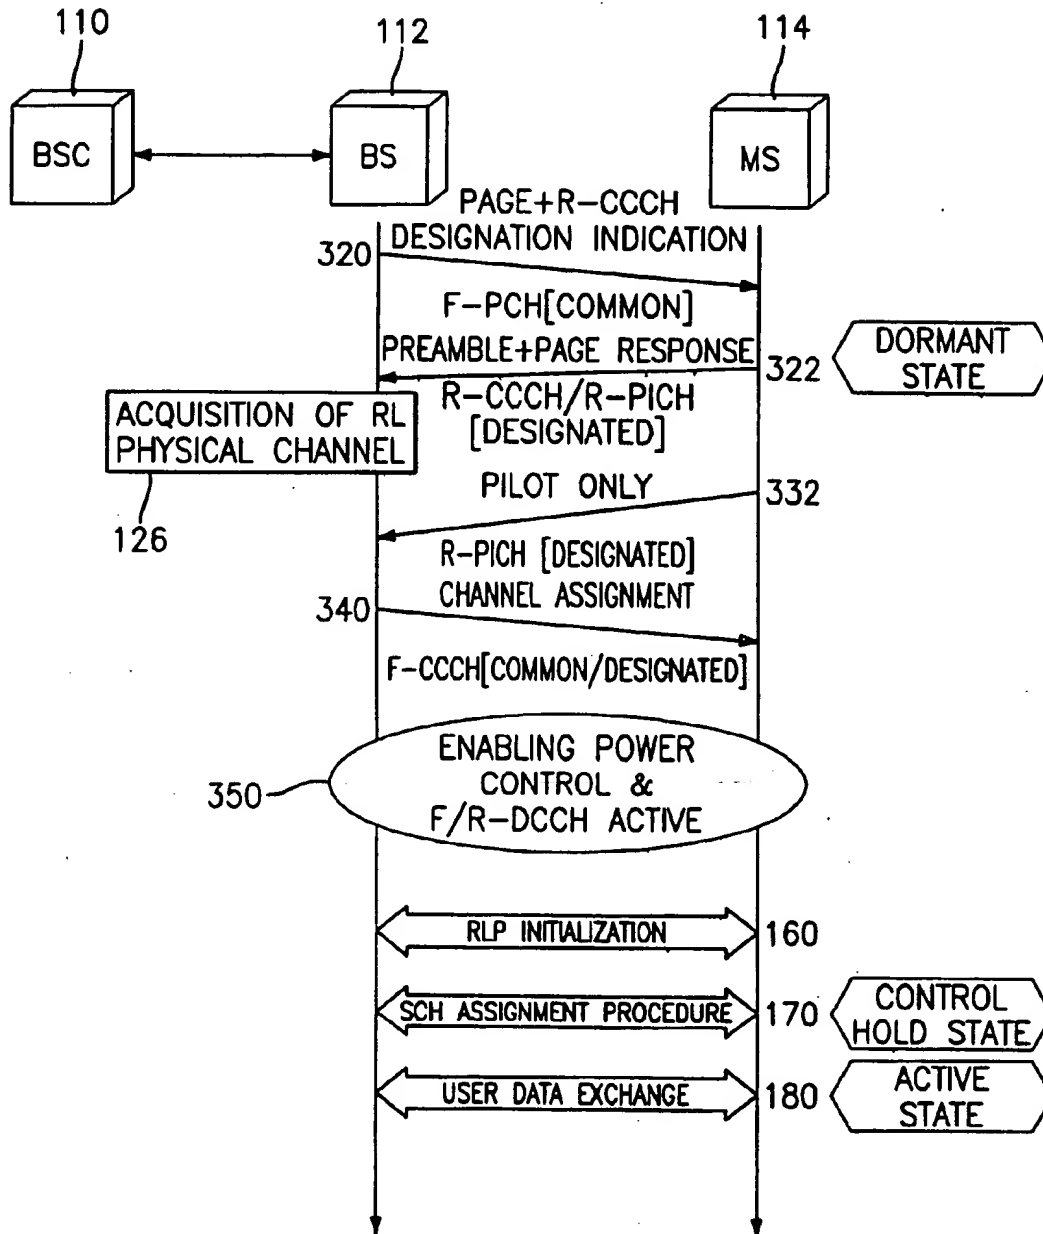 110
112
114
BSC
BS
MS
PAGE+R-CCCH
DESIGNATION INDICATION
320
F-PCH[COMMON]
PREAMBLE+PAGE RESPONSE
322
DORMANT
STATE
R-CCCH/R-PICH
[DESIGNATED]
ACQUISITION OF RL
PHYSICAL CHANNEL
126
PILOT ONLY
332
R-PICH [DESIGNATED]
CHANNEL ASSIGNMENT
340
F-CCCH[COMMON/DESIGNATED]
ENABLING POWER
CONTROL &
F/R-DCCH ACTIVE
350
RLP INITIALIZATION
160
SCH ASSIGNMENT PROCEDURE
170
CONTROL
HOLD STATE
USER DATA EXCHANGE
180
ACTIVE
STATE